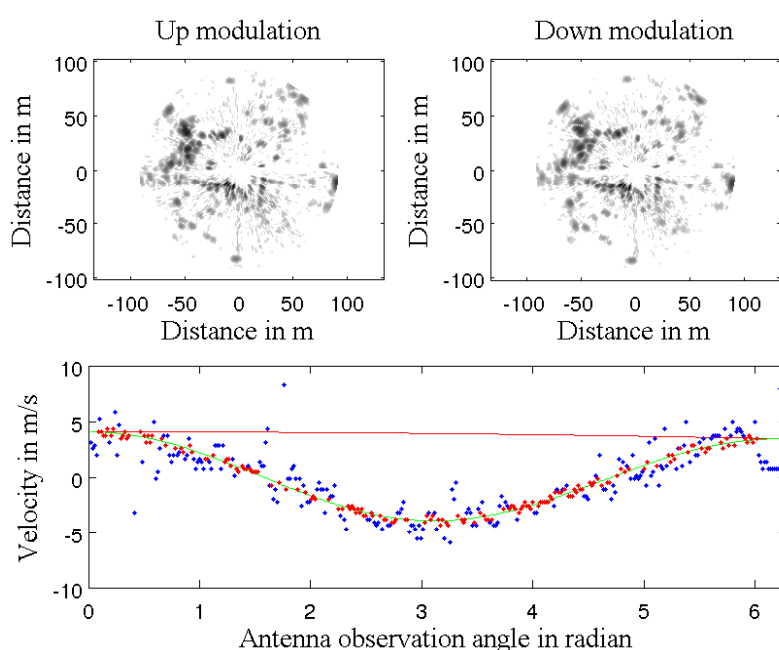 Up modulation Down modulation
100 100
50 50
0 0
-50 -50
-100 -100
Distance in m Distance in m
-100 -50 0 50 100 -100 -50 0 50 100
Distance in m Distance in m
10
5
0
-5
-10
Velocity in m/s
0 1 2 3 4 5 6
Antenna observation angle in radian